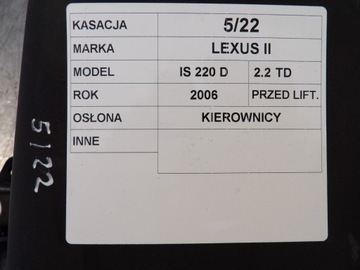 KASACJA 5/22
MARKA LEXUS II
MODEL IS 220 D 2.2 TD
ROK 2006 PRZED LIFT.
OSŁONA KIEROWNICY
INNE
5/22